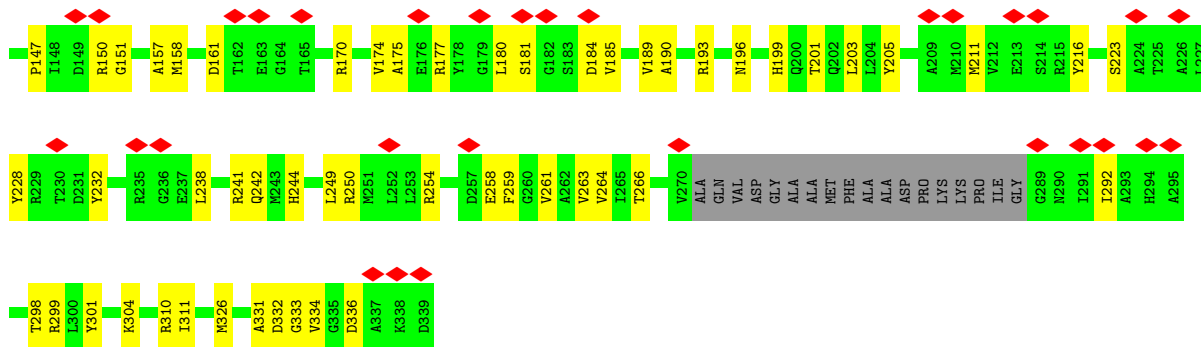 P147 I148 D149 R150 G151 A157 M158 D161 T162 E163 G164 T165 R170 V174 A175 E176 R177 Y178 G179 L180 S181 G182 S183 D184 V185 V189 A190 R193 N196 H199 Q200 T201 Q202 L203 L204 Y205 A209 M210 M211 V212 E213 S214 R215 Y216 S223 A224 T225 A226 L227
Y228 R229 T230 D231 Y232 R235 G236 E237 L238 R241 Q242 M243 H244 L249 R250 M251 L252 L253 R254 D257 E258 F259 G260 V261 A262 V263 V264 I265 T266 V270 ALA GLN VAL ASP GLY ALA ALA MET PHE ALA ALA ASP PRO LYS LYS PRO ILE GLY G289 N290 I291 I292 A293 H294 A295
T298 R299 L300 Y301 K304 R310 I311 M326 A331 D332 G333 V334 G335 D336 A337 K338 D339